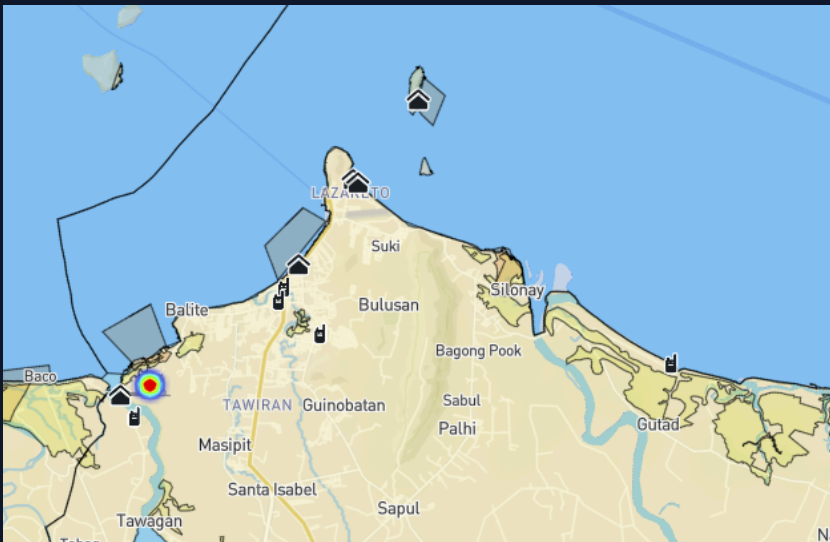 LAZARETO
Suki
Silonay
Bulusan
Balite
Bagong Pook
Baco
TAWIRAN
Guinobatan
Sabul
Palhi
Gutad
Masipit
Santa Isabel
Sapul
Tawagan